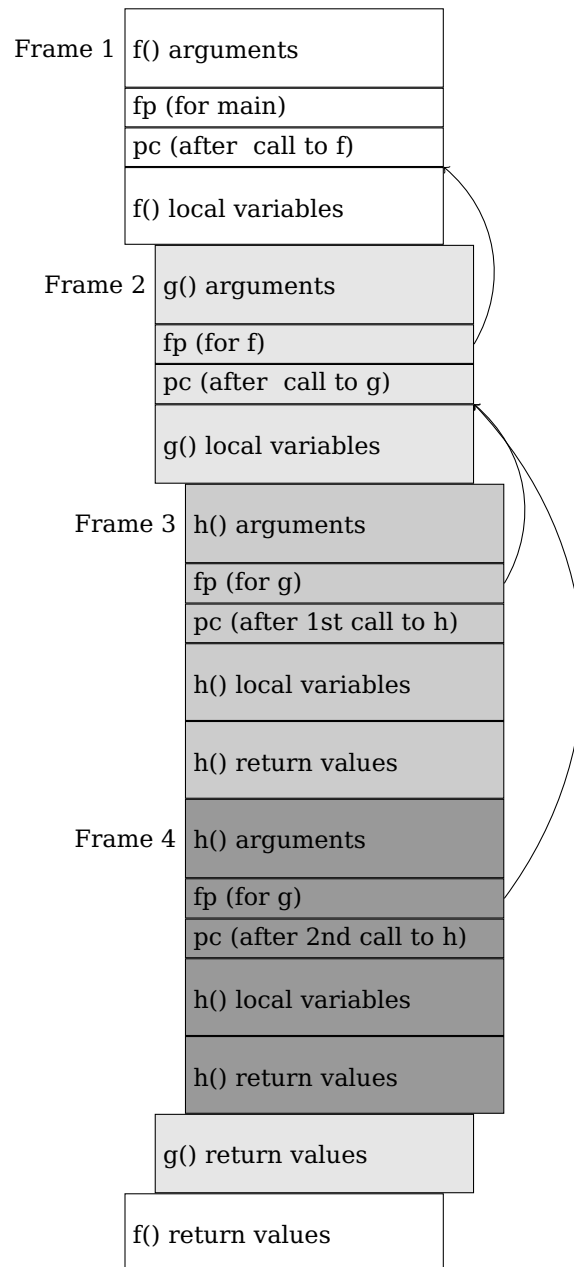 Frame 1
f() arguments
fp (for main)
pc (after  call to f)
f() local variables
Frame 2
g() arguments
fp (for f)
pc (after  call to g)
g() local variables
Frame 3
h() arguments
fp (for g)
pc (after 1st call to h)
h() local variables
h() return values
Frame 4
h() arguments
fp (for g)
pc (after 2nd call to h)
h() local variables
h() return values
g() return values
f() return values